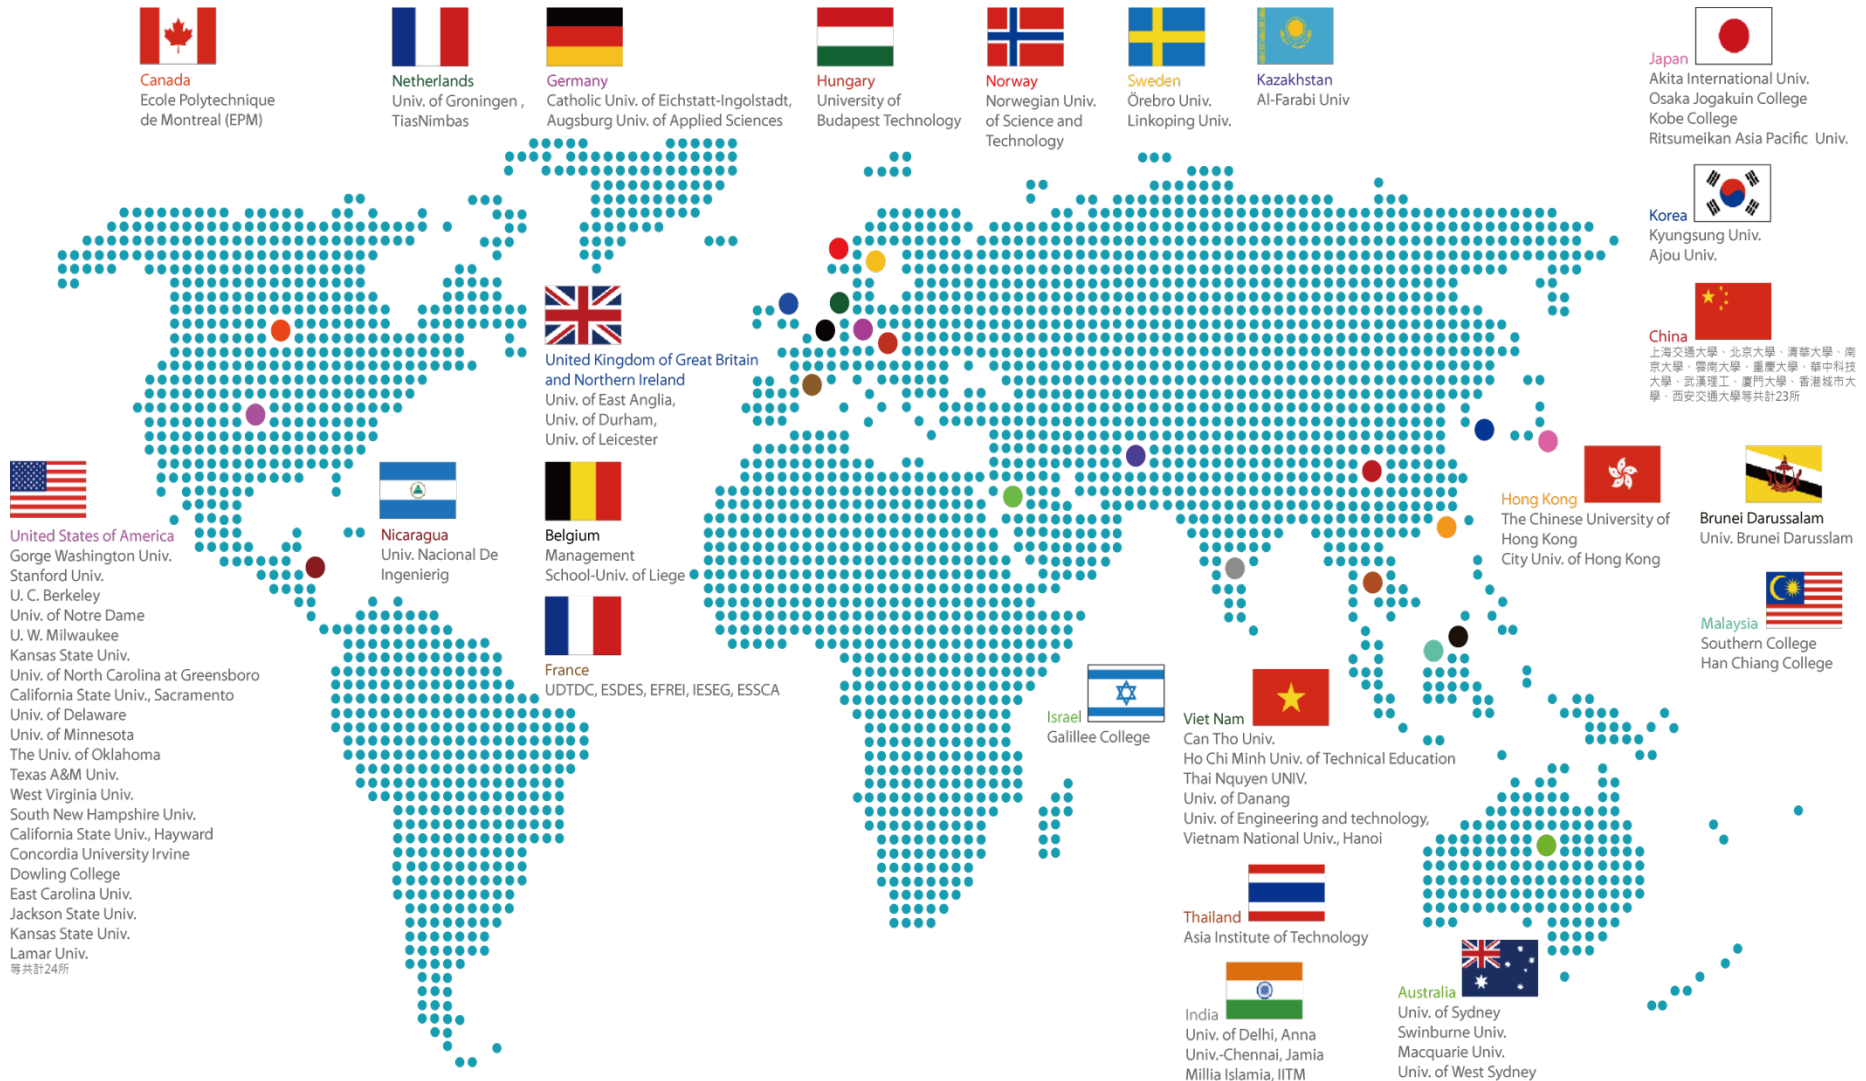 Canada
Ecole Polytechnique
de Montreal (EPM)
Netherlands
Univ. of Groningen ,
TiasNimbas
Germany
Catholic Univ. of Eichstatt-Ingolstadt,
Augsburg Univ. of Applied Sciences
Hungary
University of
Budapest Technology
Norway
Norwegian Univ.
of Science and
Technology
Sweden
Örebro Univ.
Linkoping Univ.
Kazakhstan
Al-Farabi Univ
Japan
Akita International Univ.
Osaka Jogakuin College
Kobe College
Ritsumeikan Asia Pacific Univ.
Korea
Kyungsung Univ.
Ajou Univ.
China
上海交通大學、北京大學、清華大學、南
京大學、雲南大學、重慶大學、華中科技
大學、武漢理工、廈門大學、香港城市大
學、西安交通大學等共計23所
United Kingdom of Great Britain
and Northern Ireland
Univ. of East Anglia,
Univ. of Durham,
Univ. of Leicester
United States of America
Gorge Washington Univ.
Stanford Univ.
U. C. Berkeley
Univ. of Notre Dame
U. W. Milwaukee
Kansas State Univ.
Univ. of North Carolina at Greensboro
California State Univ., Sacramento
Univ. of Delaware
Univ. of Minnesota
The Univ. of Oklahoma
Texas A&M Univ.
West Virginia Univ.
South New Hampshire Univ.
California State Univ., Hayward
Concordia University Irvine
Dowling College
East Carolina Univ.
Jackson State Univ.
Kansas State Univ.
Lamar Univ.
等共計24所
Nicaragua
Univ. Nacional De
Ingenierig
Belgium
Management
School-Univ. of Liege
France
UDTDC, ESDES, EFREI, IESEG, ESSCA
Hong Kong
The Chinese University of
Hong Kong
City Univ. of Hong Kong
Brunei Darussalam
Univ. Brunei Darusslam
Malaysia
Southern College
Han Chiang College
Israel
Galillee College
Viet Nam
Can Tho Univ.
Ho Chi Minh Univ. of Technical Education
Thai Nquyen UNIV.
Univ. of Danang
Univ. of Engineering and technology,
Vietnam National Univ., Hanoi
Thailand
Asia Institute of Technology
India
Univ. of Delhi, Anna
Univ.-Chennai, Jamia
Millia Islamia, IITM
Australia
Univ. of Sydney
Swinburne Univ.
Macquarie Univ.
Univ. of West Sydney